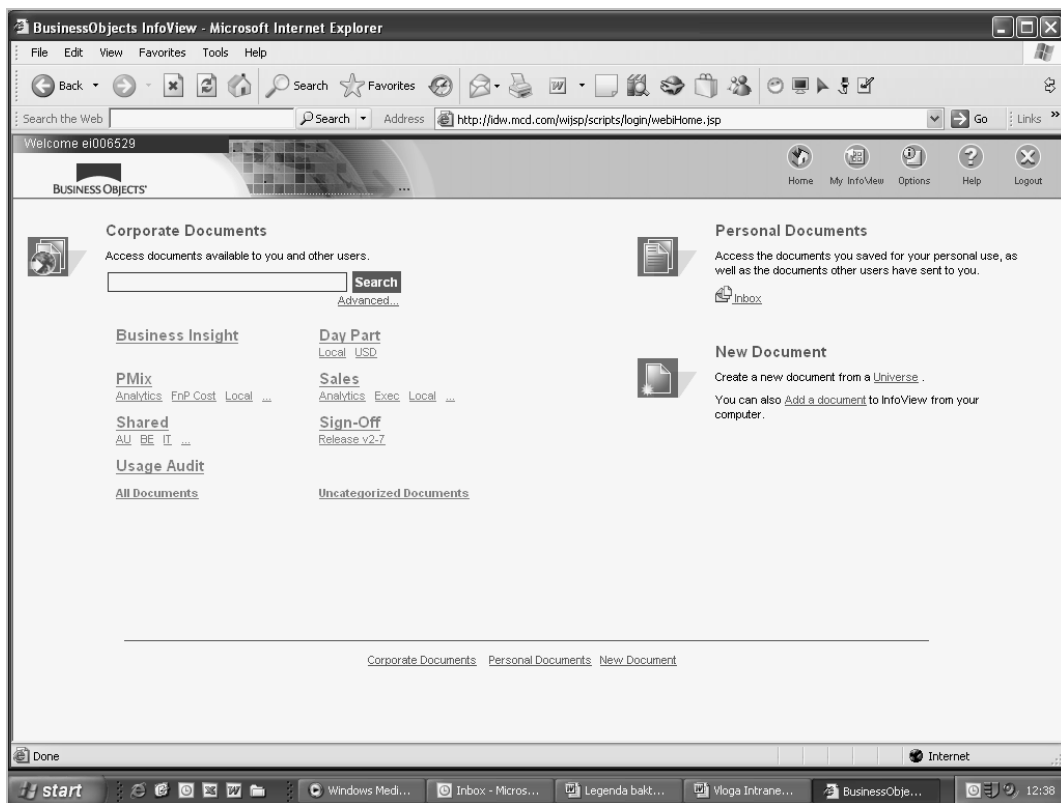 BusinessObjects InfoView - Microsoft Internet Explorer
File Edit View Favorites Tools Help
Back Search Favorites
Search the Web Search Address http://idw.mcd.com/wijsp/scripts/login/webiHome.jsp Go Links »
Welcome ei006529
BUSINESS OBJECTS
Home My InfoView Options Help Logout
Corporate Documents
Access documents available to you and other users.
Search
Advanced...
Business Insight Day Part
Local USD
PMix Sales
Analytics FnP Cost Local ... Analytics Exec Local ...
Shared Sign-Off
AU BE IT ... Release v2-7
Usage Audit
All Documents Uncategorized Documents
Personal Documents
Access the documents you saved for your personal use, as
well as the documents other users have sent to you.
Inbox
New Document
Create a new document from a Universe .
You can also Add a document to InfoView from your
computer.
Corporate Documents Personal Documents New Document
Done Internet
start Windows Medi... Inbox - Micros... Legenda bakt... Vloga Intrane... BusinessObje... 12:38